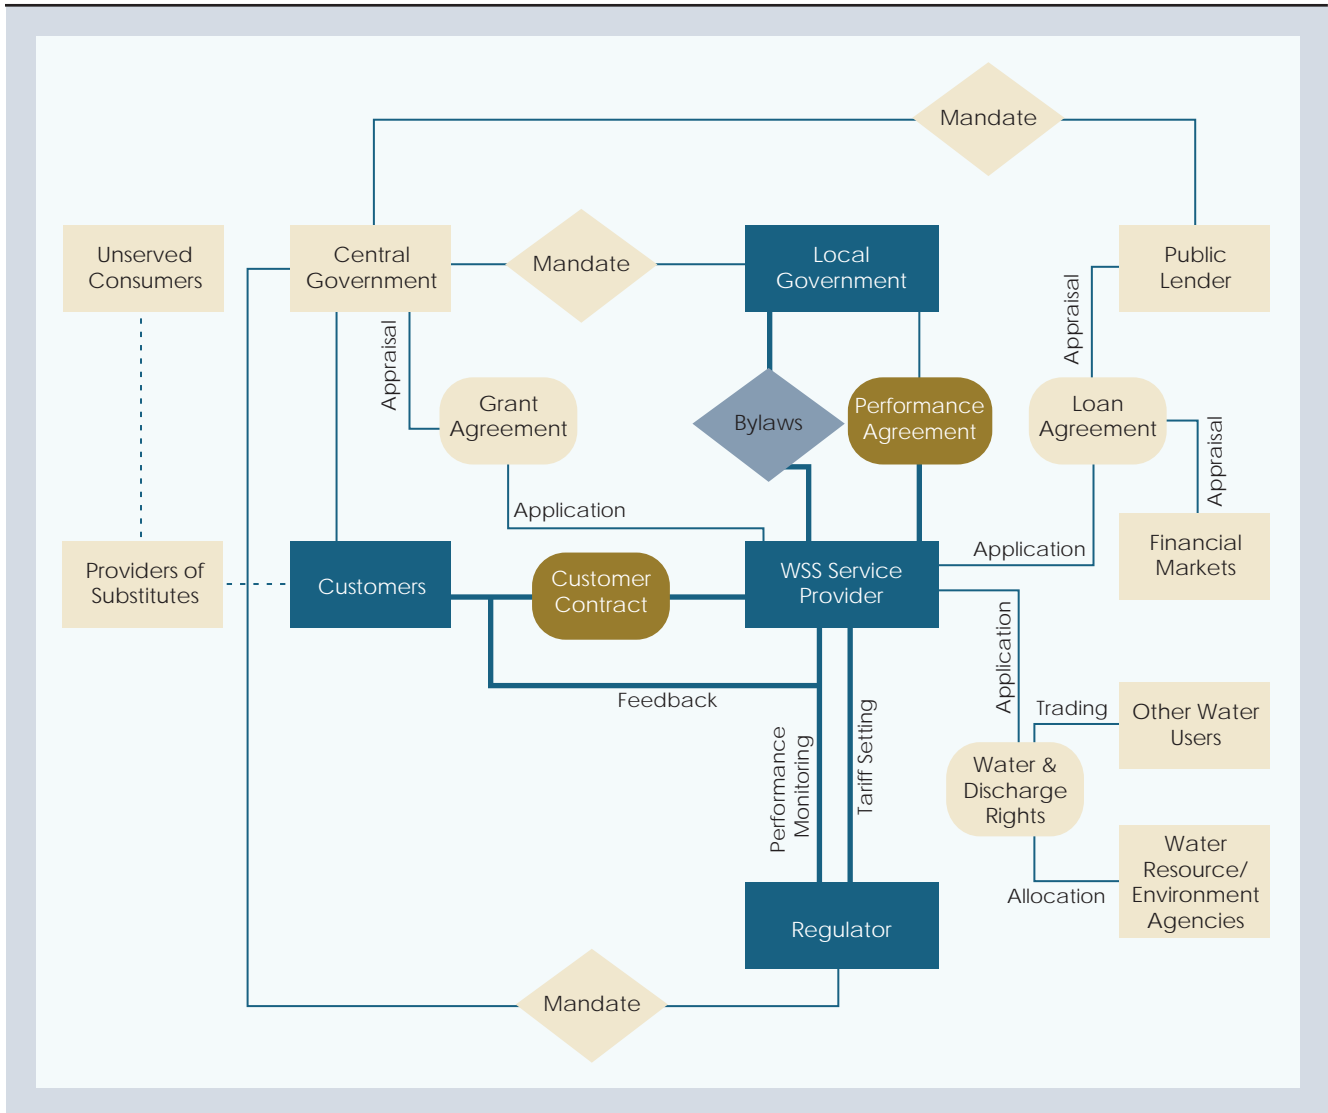 Mandate
Unserved
Consumers
Central
Government
Mandate
Local
Government
Public
Lender
Appraisal
Appraisal
Grant
Agreement
Bylaws
Performance
Agreement
Loan
Agreement
Appraisal
Application
Application
Financial
Markets
Providers of
Substitutes
Customers
Customer
Contract
WSS Service
Provider
Application
Feedback
Trading
Other Water
Users
Performance
Monitoring
Tariff Setting
Water &
Discharge
Rights
Allocation
Water
Resource/
Environment
Agencies
Regulator
Mandate